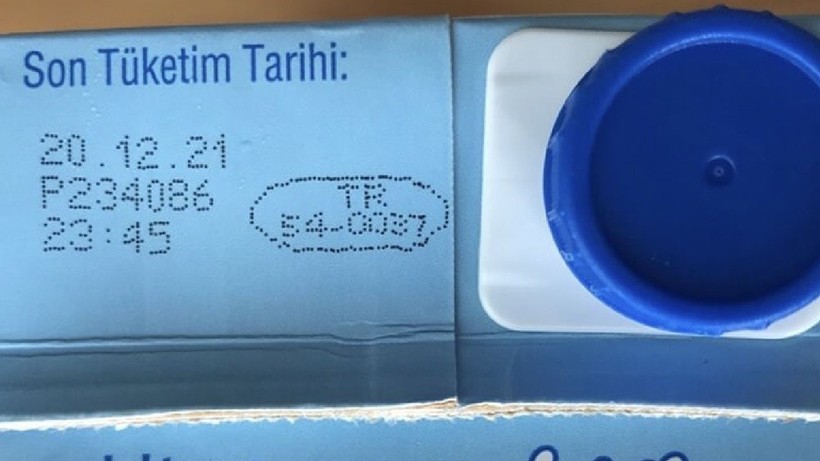 Son Tüketim Tarihi:
20.12.21
P234086
23:45
TR
54-0037